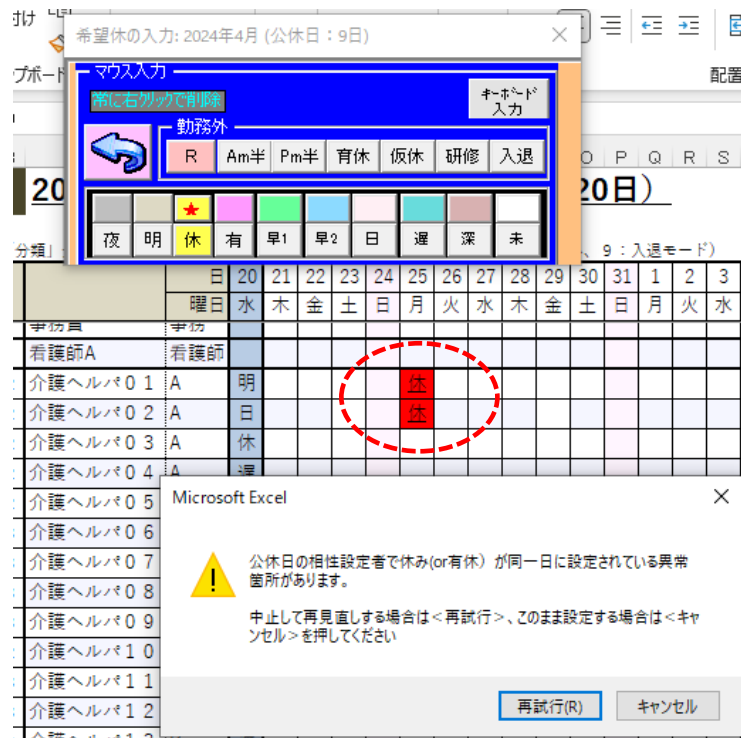 付け
希望休の入力: 2024年4月 (公休日：9日)
プボード
配置
マウス入力
常に右クリックで削除
キーボード
入力
勤務外
R Am半 Pm半 育休 仮休 研修 入退
O P Q R S
20
20日）
★
夜 明 休 有 早1 早2 日 遅 深 未
分類」
、 9：入退モード）
日 20 21 22 23 24 25 26 27 28 29 30 31 1 2 3
曜日 水 木 金 土 日 月 火 水 木 金 土 日 月 火 水
事務員 事務
看護師A 看護師
介護ヘルパ０１ A 明 休
介護ヘルパ０２ A 日 休
介護ヘルパ０３ A 休
介護ヘルパ０４ A 遅
介護ヘルパ０５
介護ヘルパ０６
介護ヘルパ０７
介護ヘルパ０８
介護ヘルパ０９
介護ヘルパ１０
介護ヘルパ１１
介護ヘルパ１２
介護ヘルパ１３
Microsoft Excel
公休日の相性設定者で休み(or有休）が同一日に設定されている異常
箇所があります。
中止して再見直しする場合は＜再試行＞、このまま設定する場合は＜キャ
ンセル＞を押してください
再試行(R) キャンセル